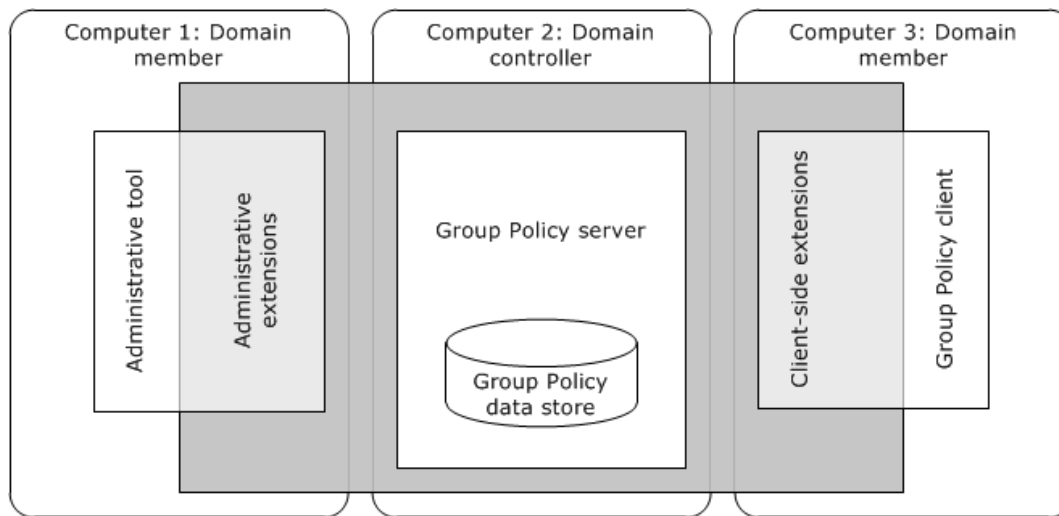 Computer 1: Domain
member
Computer 2: Domain
controller
Computer 3: Domain
member
Administrative tool
Administrative
extensions
Group Policy server
Group Policy
data store
Client-side extensions
Group Policy client